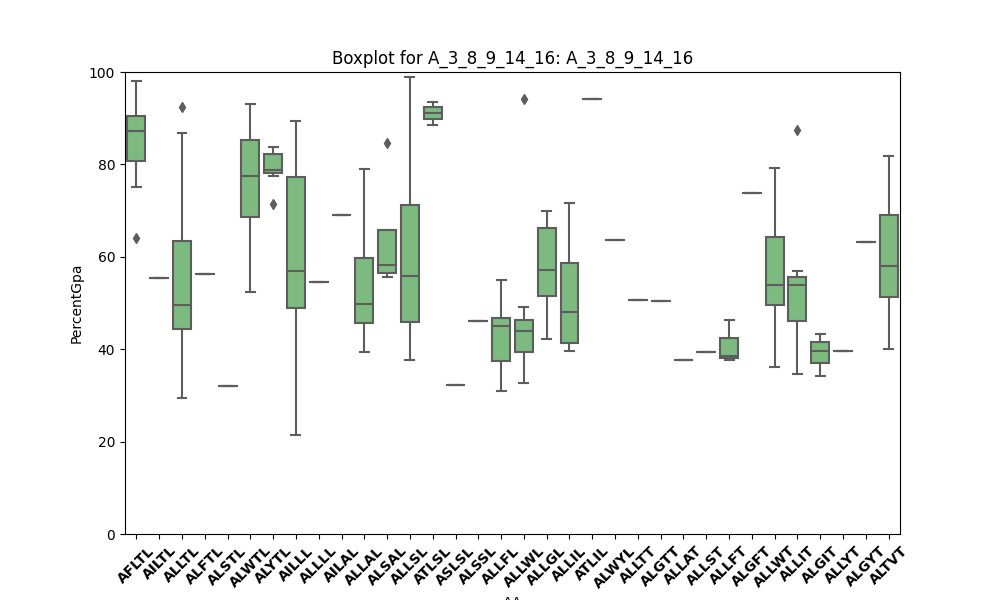 Boxplot for A_3_8_9_14_16: A_3_8_9_14_16
PercentGpa
100
80
60
40
20
0
AFLTL
AILTL
ALLTL
ALFTL
ALSTL
ALWTL
ALYTL
AILLL
ALLLL
AILAL
ALLAL
ALSAL
ALLSL
ATLSL
ASLSL
ALSSL
ALLFL
ALLWL
ALLGL
ALLIL
ATLIL
ALWYL
ALLTT
ALGTT
ALLAT
ALLST
ALLFT
ALGFT
ALLWT
ALLIT
ALGIT
ALLYT
ALGYT
ALTVT